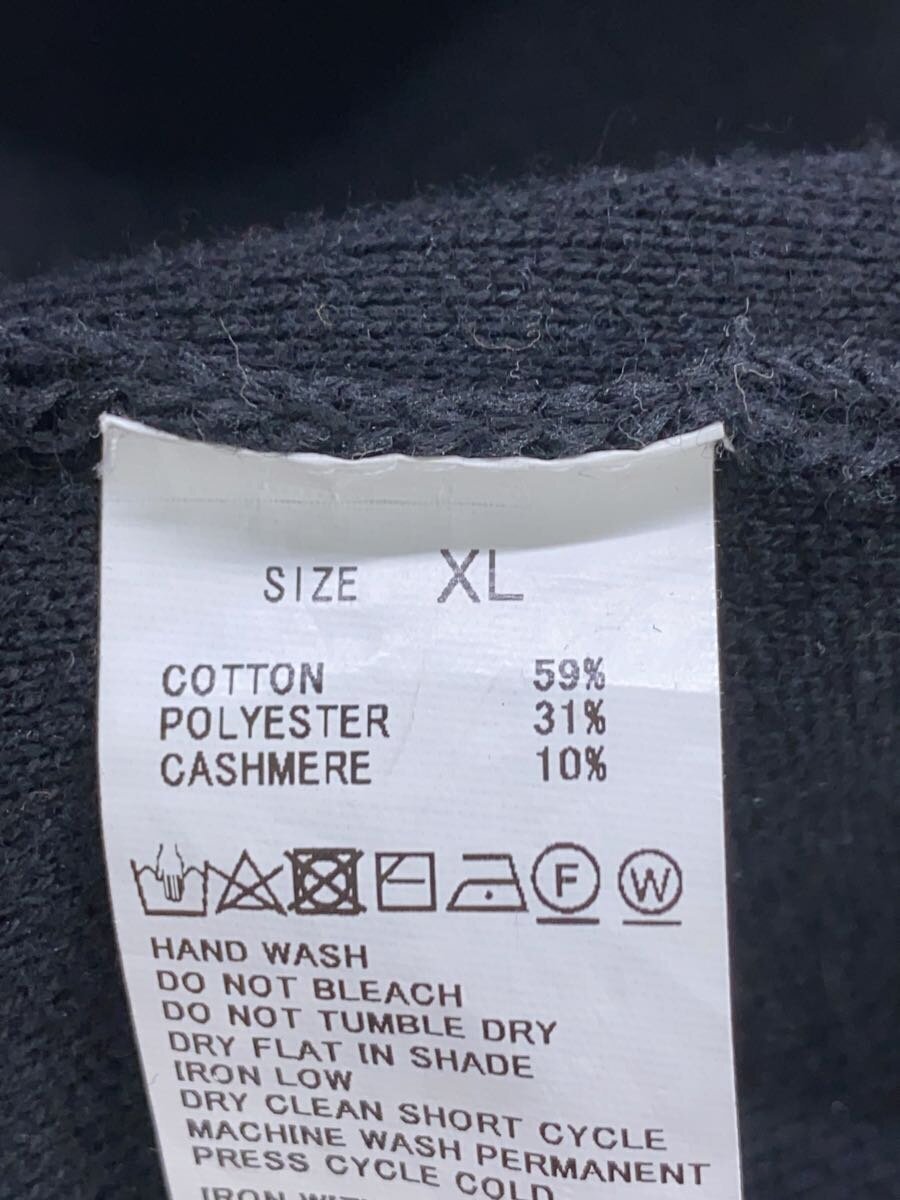 SIZE XL
COTTON 59%
POLYESTER 31%
CASHMERE 10%
F W
HAND WASH
DO NOT BLEACH
DO NOT TUMBLE DRY
DRY FLAT IN SHADE
IRON LOW
DRY CLEAN SHORT CYCLE
MACHINE WASH PERMANENT
PRESS CYCLE COLD
IRON